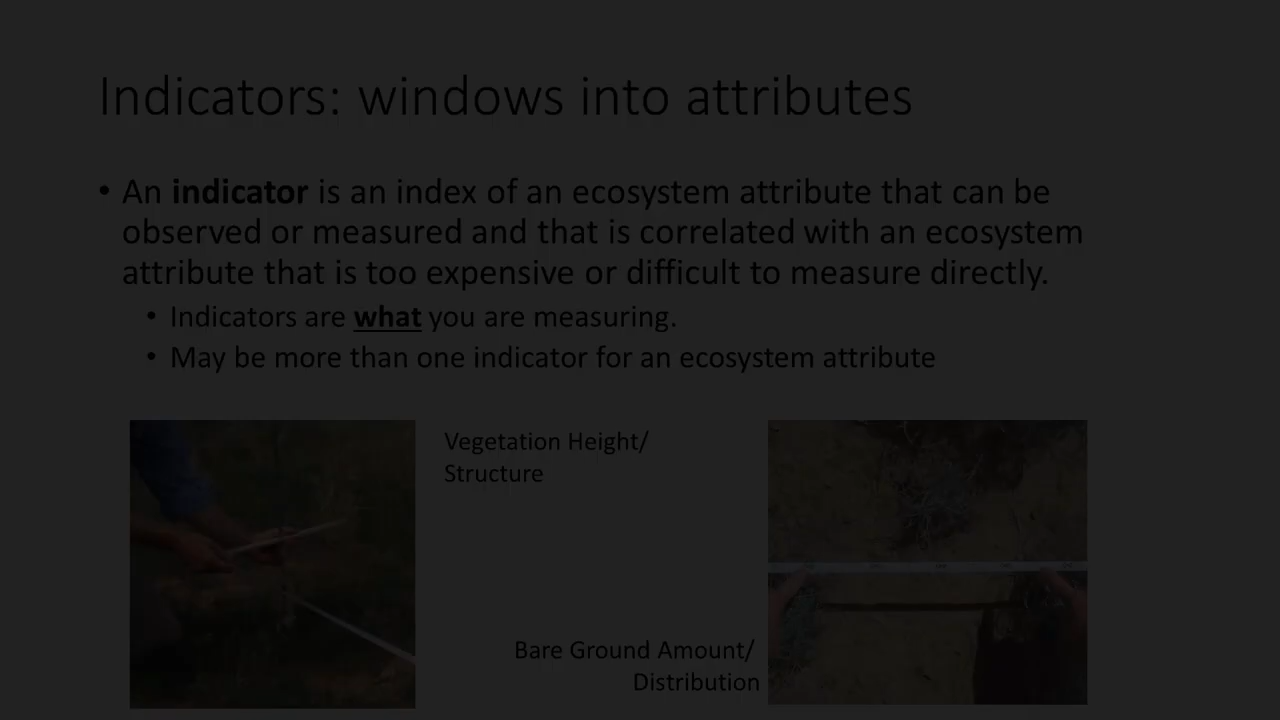 Indicators: windows into attributes
• An indicator is an index of an ecosystem attribute that can be
observed or measured and that is correlated with an ecosystem
attribute that is too expensive or difficult to measure directly.
• Indicators are what you are measuring.
• May be more than one indicator for an ecosystem attribute
Vegetation Height/
Structure
Bare Ground Amount/
Distribution